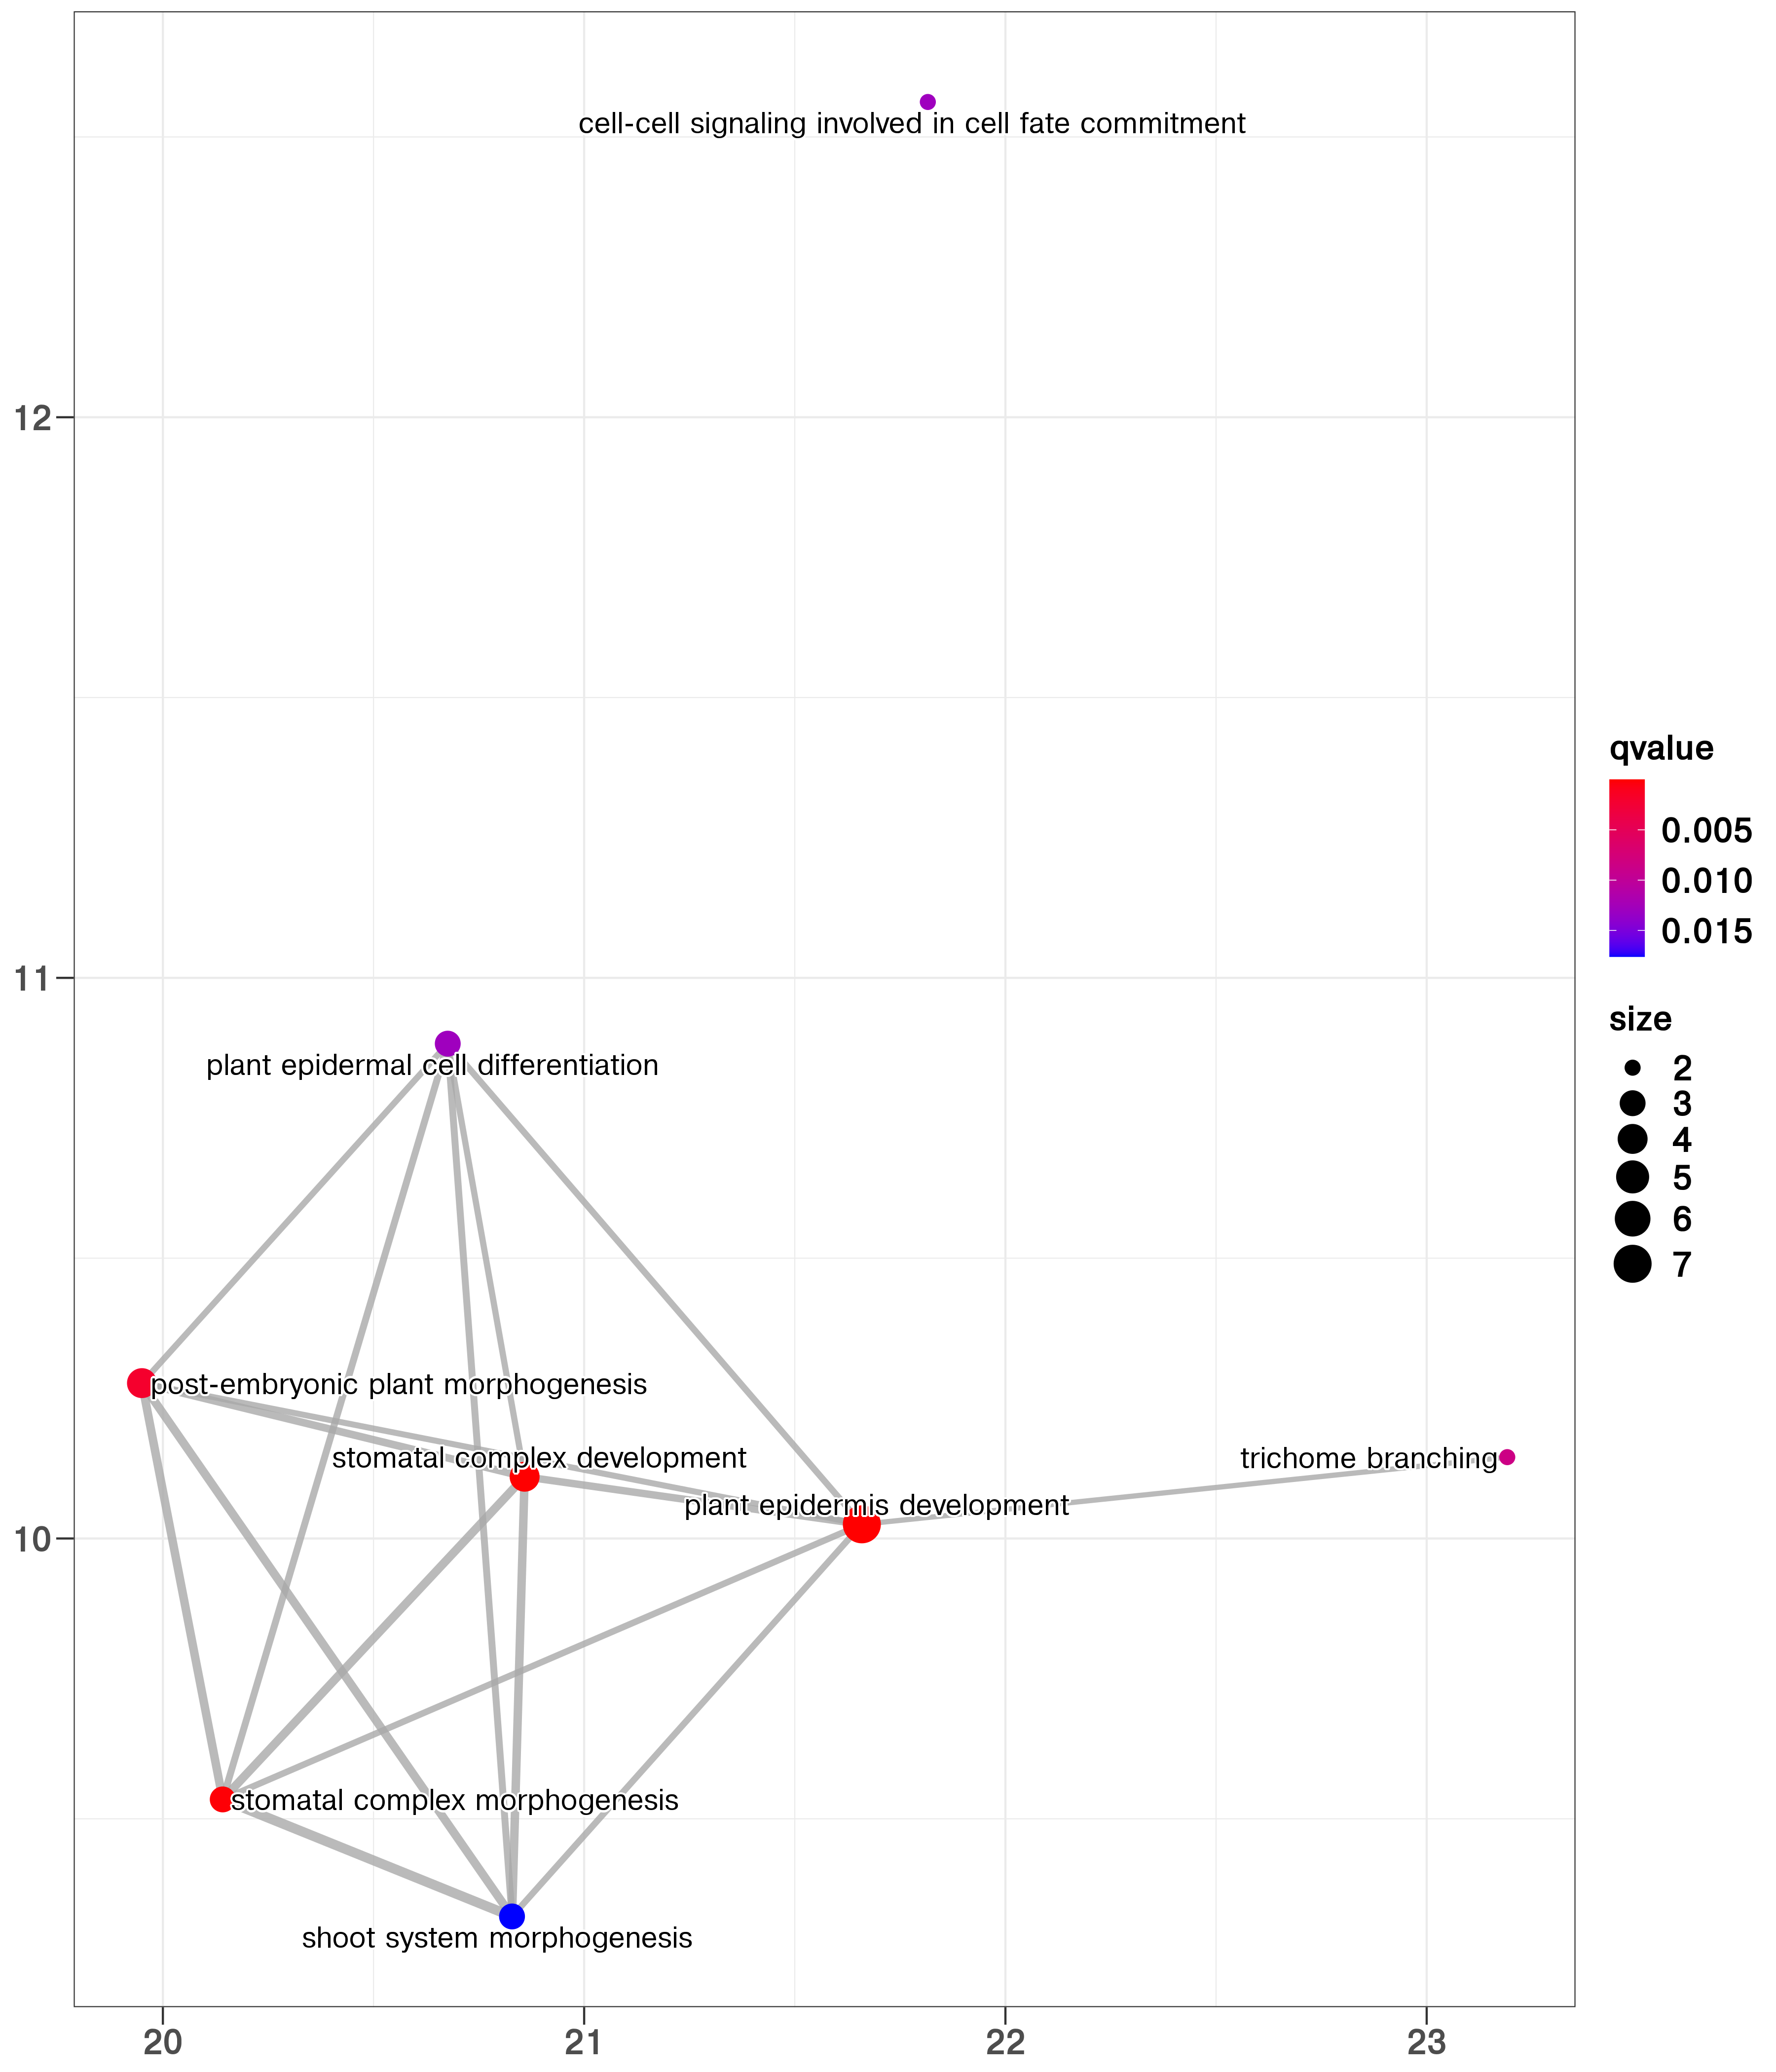 cell-cell signaling involved in cell fate commitment
12
11
plant epidermal cell differentiation
post-embryonic plant morphogenesis
stomatal complex development
trichome branching
plant epidermis development
10
stomatal complex morphogenesis
shoot system morphogenesis
20
21
22
23
qvalue
0.005
0.010
0.015
size
2
3
4
5
6
7